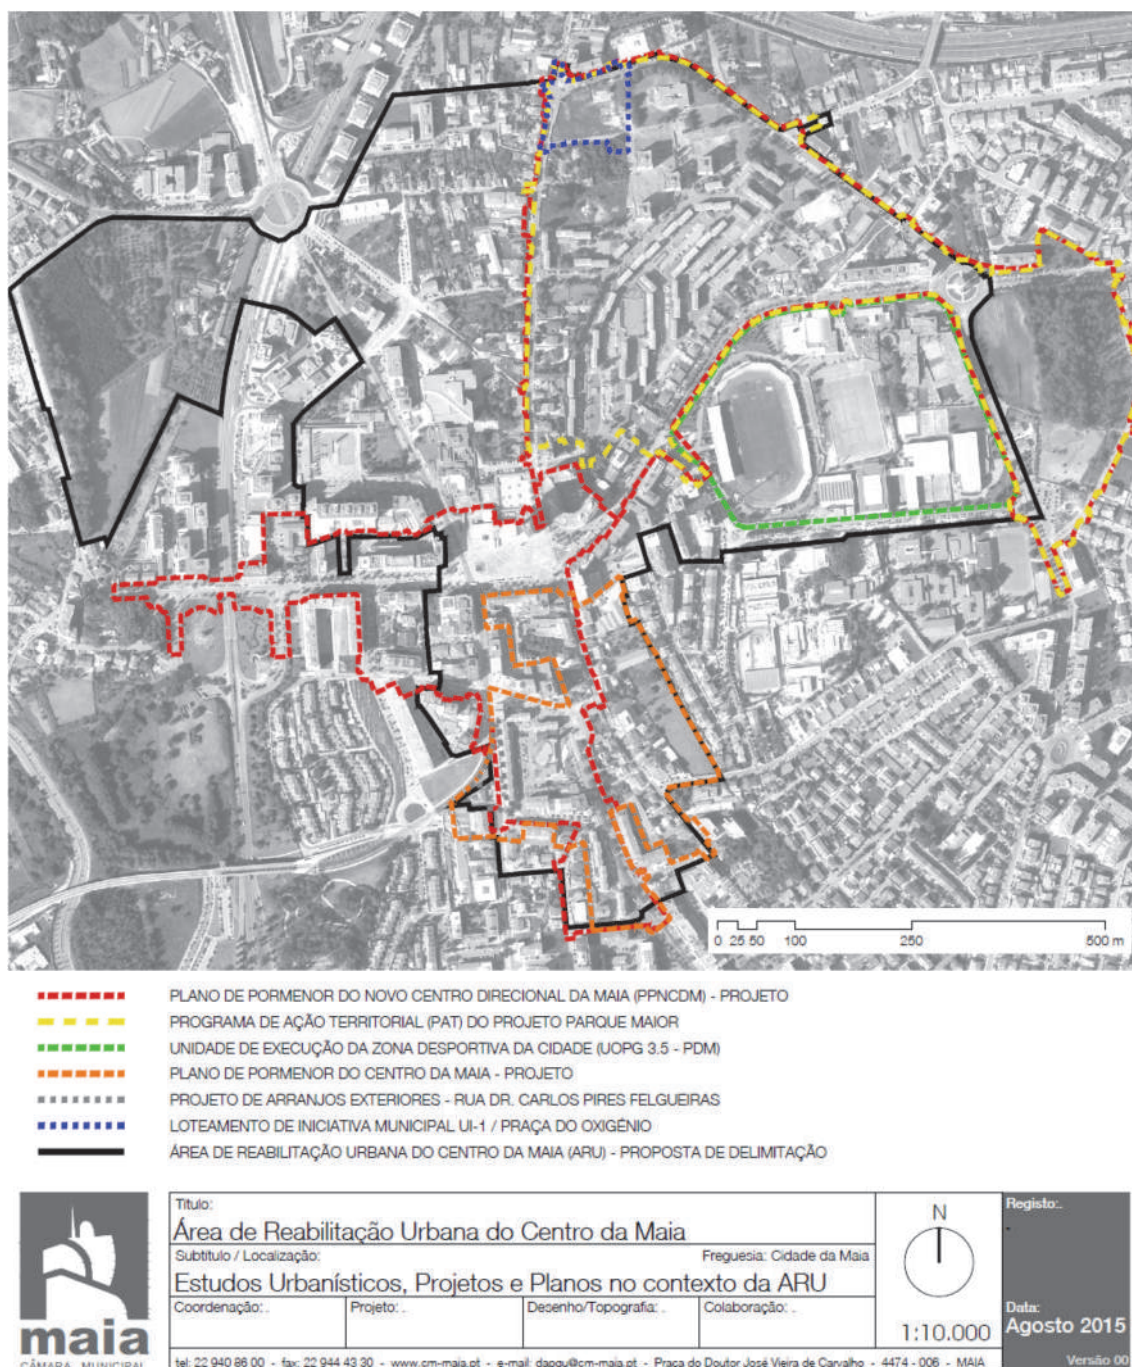 0 25 50 100 250 500 m
PLANO DE PORMENOR DO NOVO CENTRO DIRECIONAL DA MAIA (PPNCDM) - PROJETO
PROGRAMA DE AÇÃO TERRITORIAL (PAT) DO PROJETO PARQUE MAIOR
UNIDADE DE EXECUÇÃO DA ZONA DESPORTIVA DA CIDADE (UOPG 3.5 - PDM)
PLANO DE PORMENOR DO CENTRO DA MAIA - PROJETO
PROJETO DE ARRANJOS EXTERIORES - RUA DR. CARLOS PIRES FELGUEIRAS
LOTEAMENTO DE INICIATIVA MUNICIPAL UI-1 / PRAÇA DO OXIGÉNIO
ÁREA DE REABILITAÇÃO URBANA DO CENTRO DA MAIA (ARU) - PROPOSTA DE DELIMITAÇÃO
maia
CÂMARA MUNICIPAL
Título:
Área de Reabilitação Urbana do Centro da Maia
Subtítulo / Localização: Freguesia: Cidade da Maia
Estudos Urbanísticos, Projetos e Planos no contexto da ARU
Coordenação: . Projeto: . Desenho/Topografia: . Colaboração: .
N
1:10.000
Registo:.
.
Data:
Agosto 2015
Versão 00
tel: 22 940 86 00 - fax: 22 944 43 30 - www.cm-maia.pt - e-mail: dapgu@cm-maia.pt - Praça do Doutor José Vieira de Carvalho - 4474 - 006 - MAIA